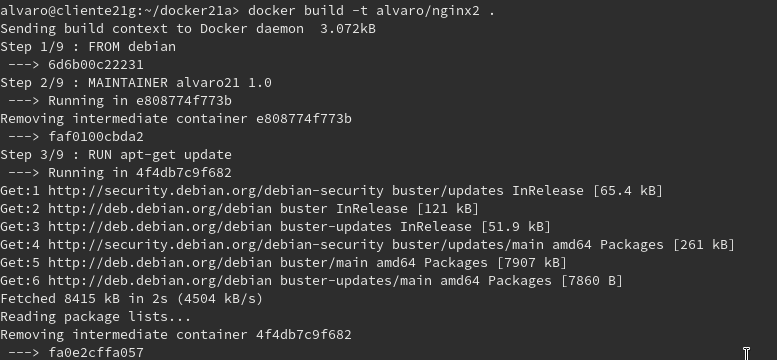 alvaro@cliente21g:~/docker21a> docker build -t alvaro/nginx2 .
Sending build context to Docker daemon  3.072kB
Step 1/9 : FROM debian
 ---> 6d6b00c22231
Step 2/9 : MAINTAINER alvaro21 1.0
 ---> Running in e808774f773b
Removing intermediate container e808774f773b
 ---> faf0100cbda2
Step 3/9 : RUN apt-get update
 ---> Running in 4f4db7c9f682
Get:1 http://security.debian.org/debian-security buster/updates InRelease [65.4 kB]
Get:2 http://deb.debian.org/debian buster InRelease [121 kB]
Get:3 http://deb.debian.org/debian buster-updates InRelease [51.9 kB]
Get:4 http://security.debian.org/debian-security buster/updates/main amd64 Packages [261 kB]
Get:5 http://deb.debian.org/debian buster/main amd64 Packages [7907 kB]
Get:6 http://deb.debian.org/debian buster-updates/main amd64 Packages [7860 B]
Fetched 8415 kB in 2s (4504 kB/s)
Reading package lists...
Removing intermediate container 4f4db7c9f682
 ---> fa0e2cffa057